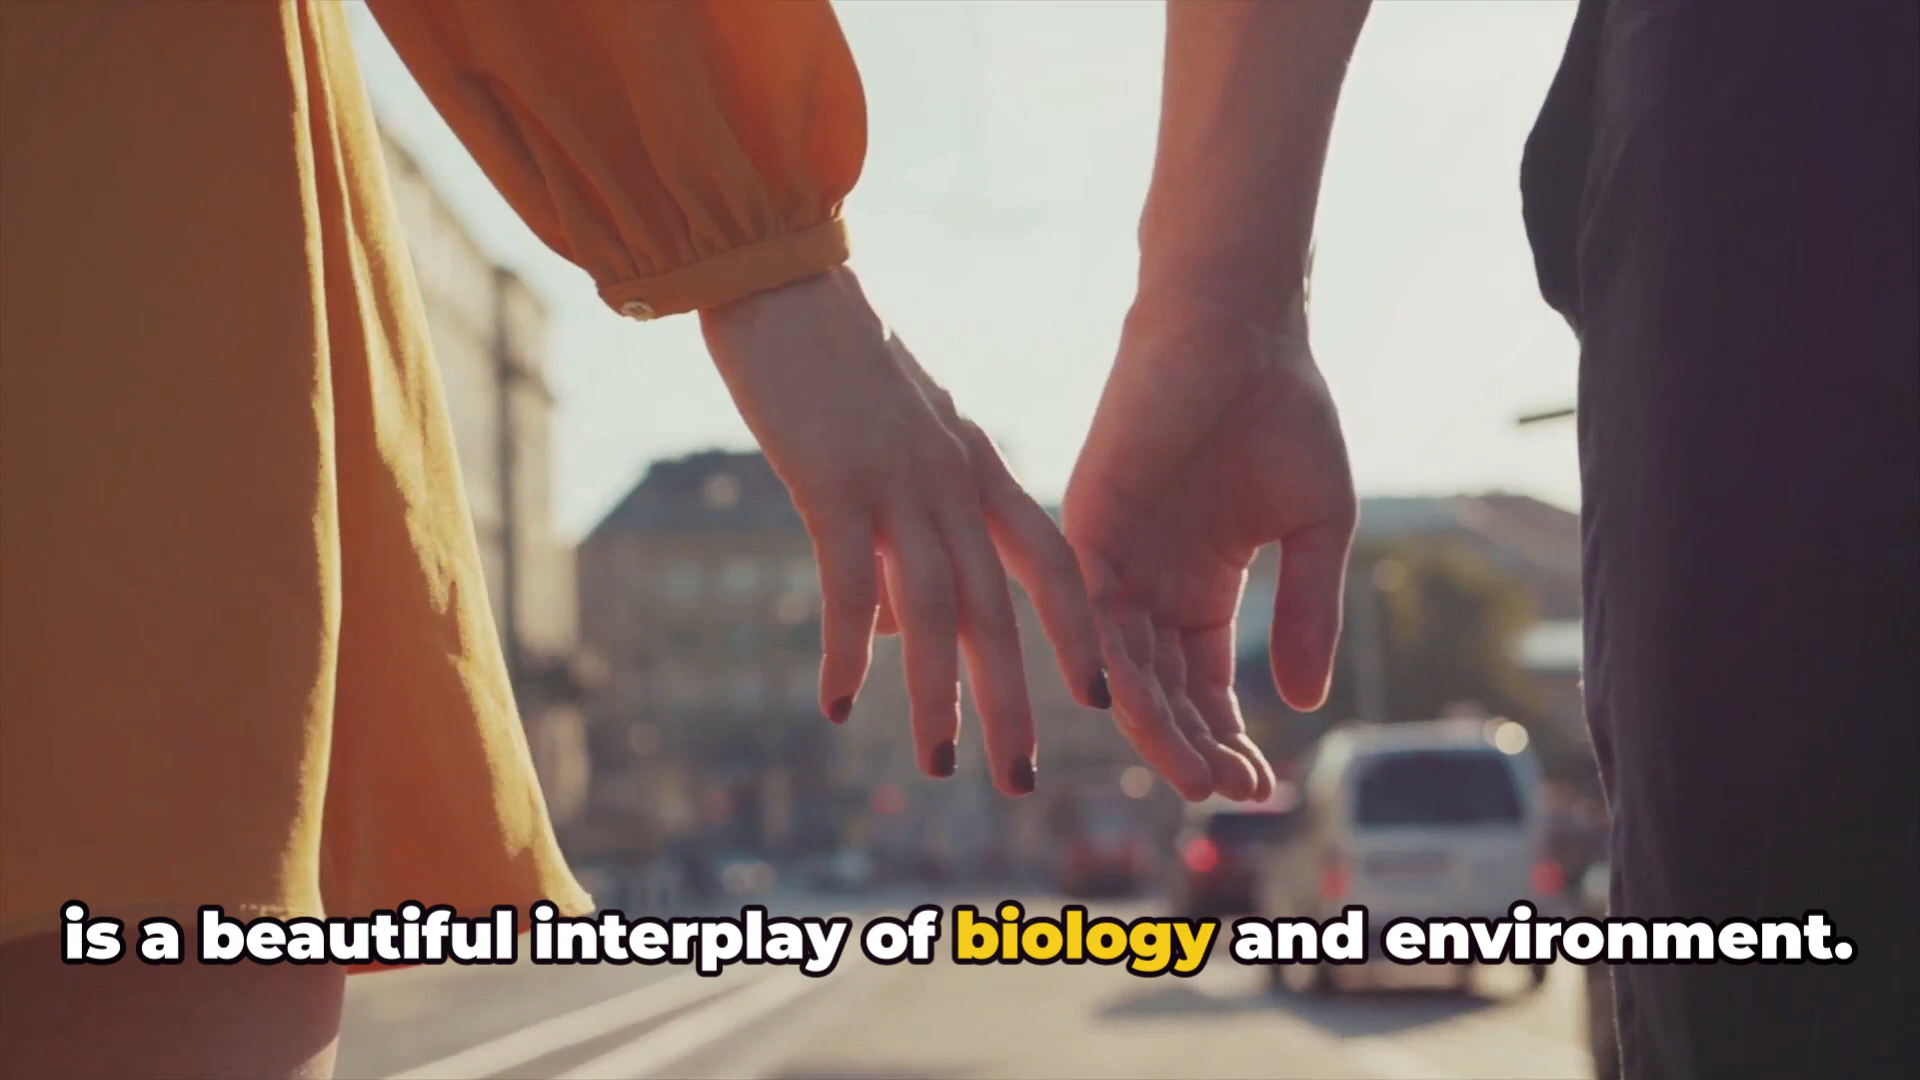 is a beautiful interplay of biology and environment.